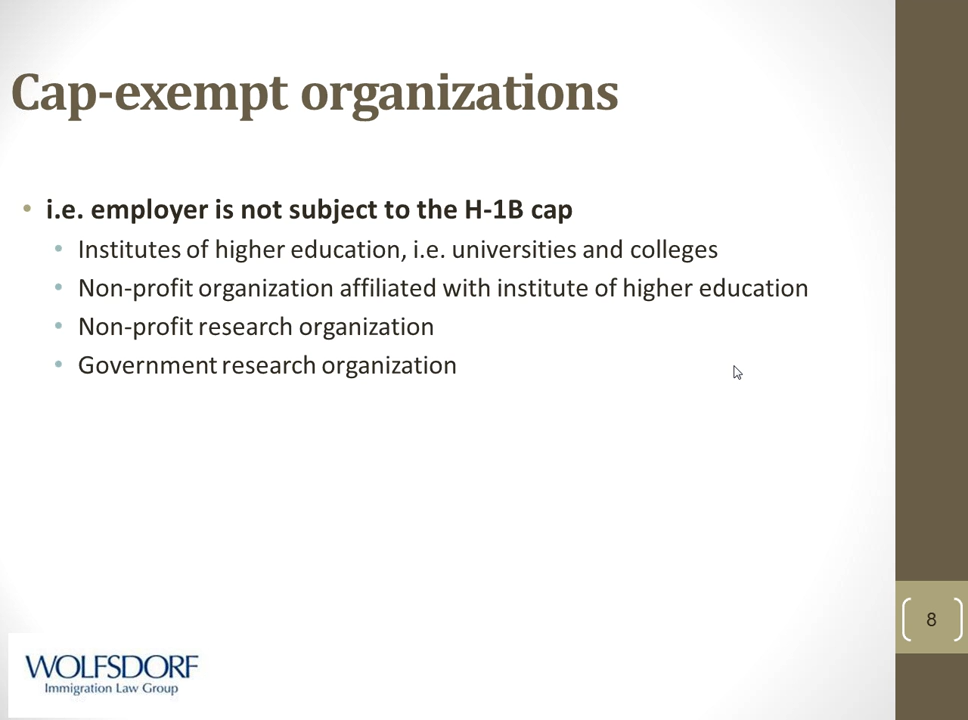 Cap-exempt organizations
• i.e. employer is not subject to the H-1B cap
• Institutes of higher education, i.e. universities and colleges
• Non-profit organization affiliated with institute of higher education
• Non-profit research organization
• Government research organization
8
WOLFSDORF
Immigration Law Group